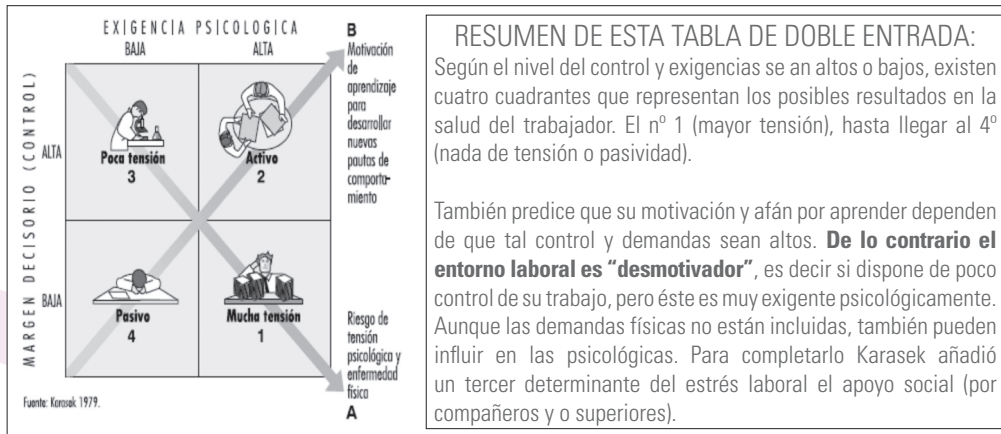 EXIGENCIA PSICOLOGICA
BAJA
ALTA
B
Motivación
de
aprendizaje
para
desarrollar
nuevas
pautas de
comporta-
miento
MARGEN DECISORIO (CONTROL)
ALTA
Poca tensión
3
Activo
2
BAJA
Pasivo
4
Mucha tensión
1
Riesgo de
tensión
psicológica y
enfermedad
física
A
Fuente: Karasek 1979.
RESUMEN DE ESTA TABLA DE DOBLE ENTRADA:
Según el nivel del control y exigencias se an altos o bajos, existen
cuatro cuadrantes que representan los posibles resultados en la
salud del trabajador. El nº 1 (mayor tensión), hasta llegar al 4º
(nada de tensión o pasividad).
También predice que su motivación y afán por aprender dependen
de que tal control y demandas sean altos. De lo contrario el
entorno laboral es “desmotivador”, es decir si dispone de poco
control de su trabajo, pero éste es muy exigente psicológicamente.
Aunque las demandas físicas no están incluidas, también pueden
influir en las psicológicas. Para completarlo Karasek añadió
un tercer determinante del estrés laboral el apoyo social (por
compañeros y o superiores).